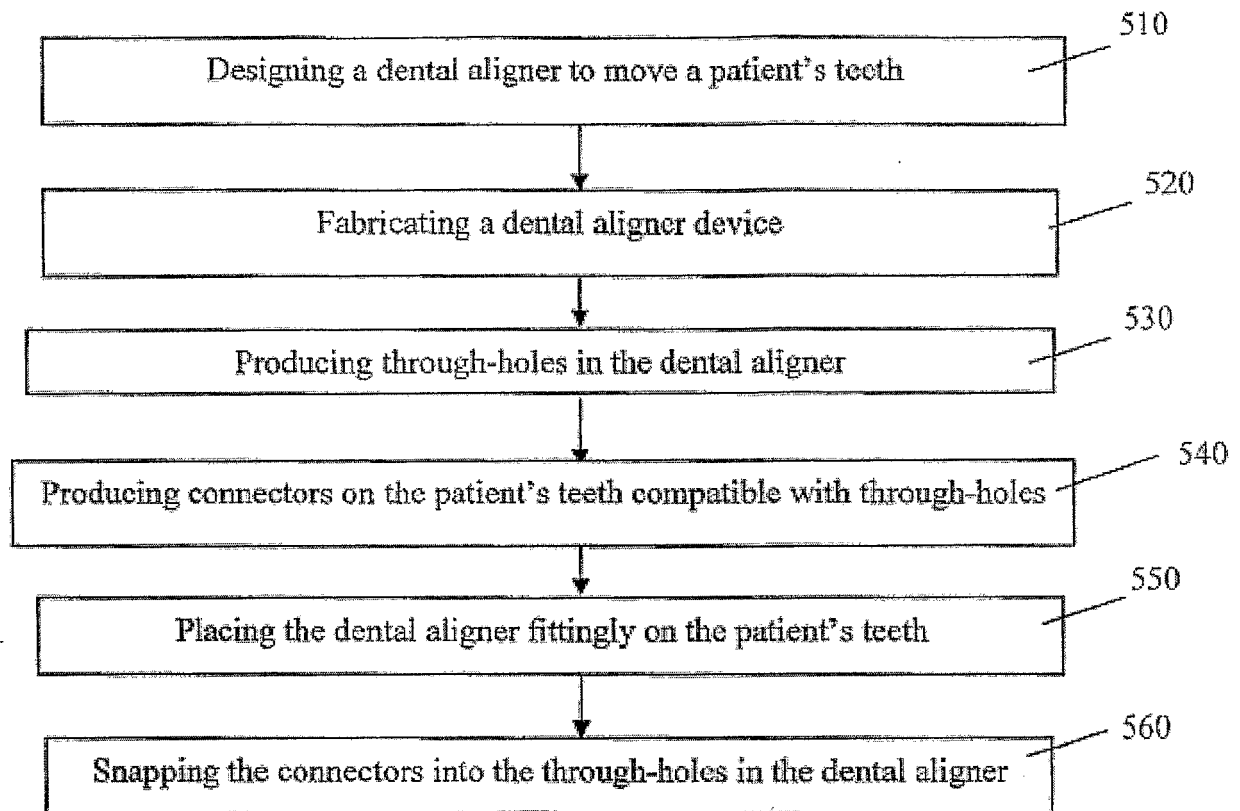 510
Designing a dental aligner to move a patient's teeth
520
Fabricating a dental aligner device
530
Producing through-holes in the dental aligner
540
Producing connectors on the patient's teeth compatible with through-holes
550
Placing the dental aligner fittingly on the patient's teeth
560
Snapping the connectors into the through-holes in the dental aligner